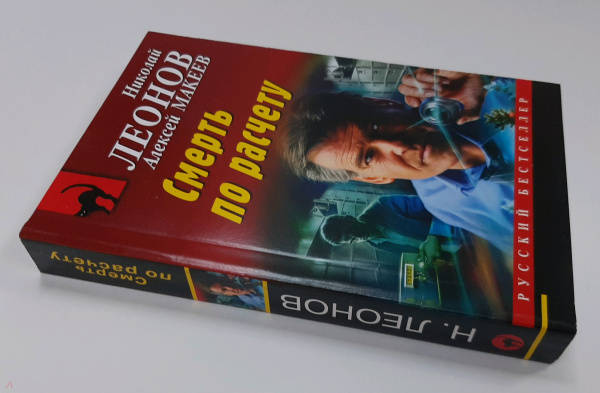 Николай
ЛЕОНОВ
Алексей МАКЕЕВ
Смерть
по расчету
РУССКИЙ БЕСТСЕЛЛЕР
Смерть
по расчету
Н. ЛЕОНОВ